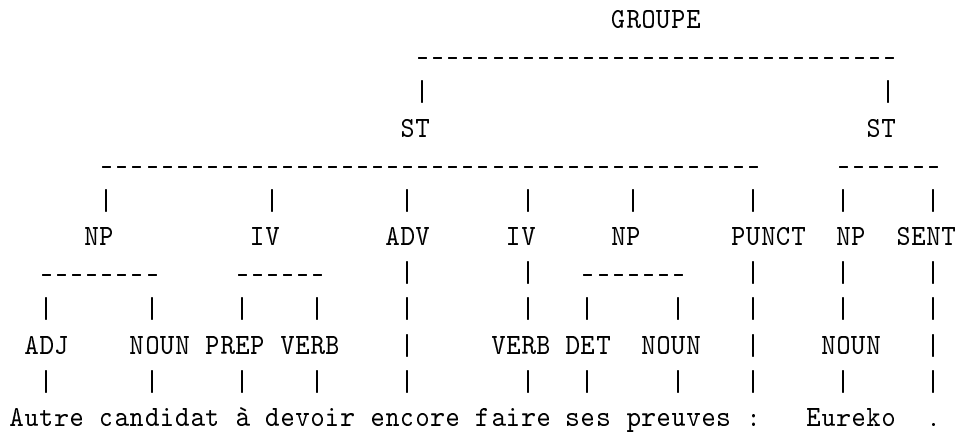 GROUPE
ST ST
NP IV ADV IV NP PUNCT NP SENT
ADJ NOUN PREP VERB VERB DET NOUN NOUN
Autre candidat à devoir encore faire ses preuves : Eureko .